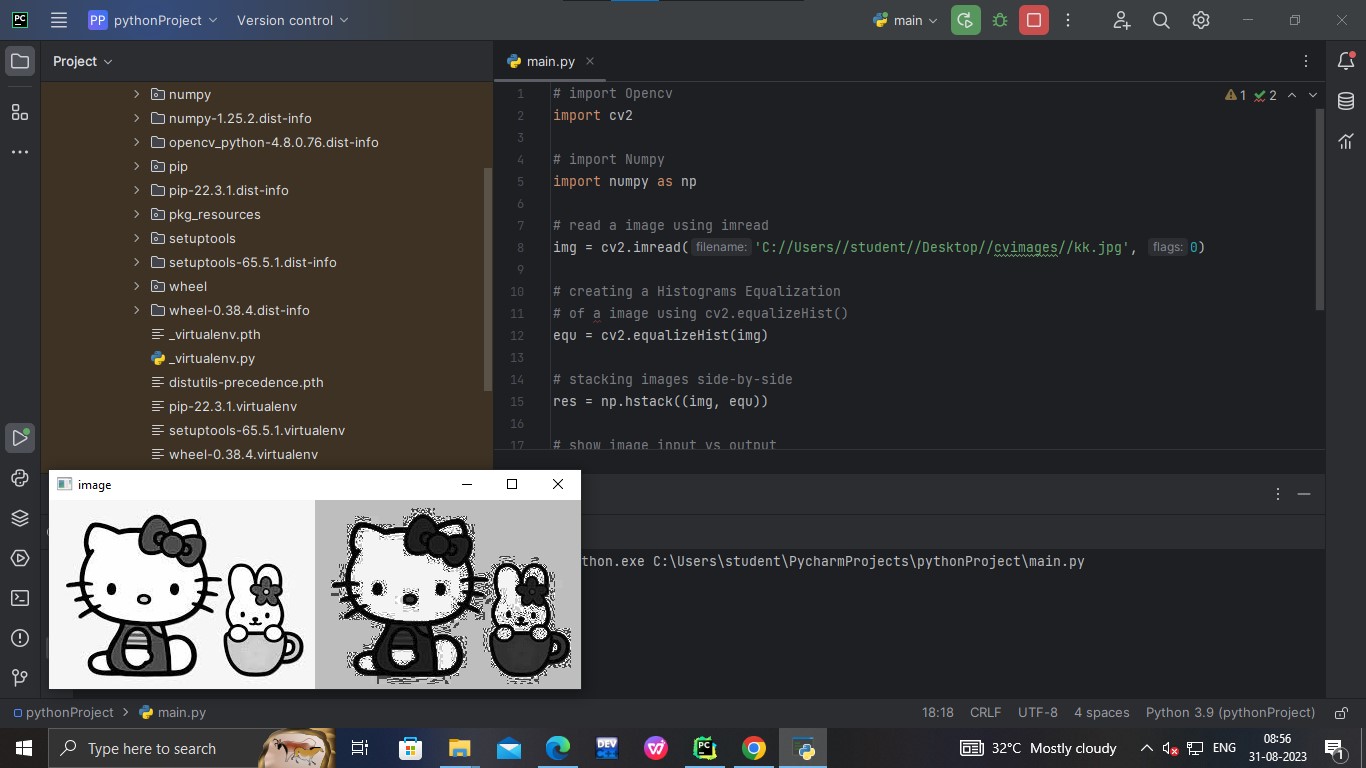 PC
PP pythonProject
Version control
main
Project
main.py
numpy
numpy-1.25.2.dist-info
opencv_python-4.8.0.76.dist-info
pip
pip-22.3.1.dist-info
pkg_resources
setuptools
setuptools-65.5.1.dist-info
wheel
wheel-0.38.4.dist-info
_virtualenv.pth
_virtualenv.py
distutils-precedence.pth
pip-22.3.1.virtualenv
setuptools-65.5.1.virtualenv
wheel-0.38.4.virtualenv
1 2
1 # import Opencv
2 import cv2
3
4 # import Numpy
5 import numpy as np
6
7 # read a image using imread
8 img = cv2.imread( filename: 'C://Users//student//Desktop//cvimages//kk.jpg', flags: 0)
9
10 # creating a Histograms Equalization
11 # of a image using cv2.equalizeHist()
12 equ = cv2.equalizeHist(img)
13
14 # stacking images side-by-side
15 res = np.hstack((img, equ))
16
17 # show image input vs output
image
thon.exe C:\Users\student\PycharmProjects\pythonProject\main.py
pythonProject > main.py
18:18 CRLF UTF-8 4 spaces Python 3.9 (pythonProject)
Type here to search
DEV
PC
32°C Mostly cloudy
ENG
08:56
31-08-2023
1